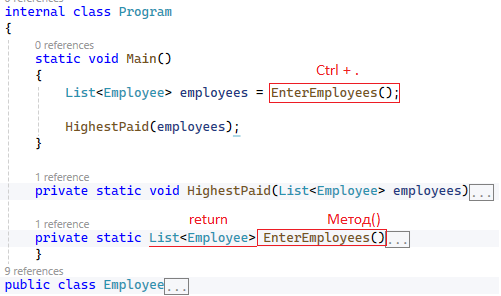 0 references
internal class Program
{
0 references
static void Main()
{
Ctrl + .
List<Employee> employees = EnterEmployees();
HighestPaid(employees);
}
1 reference
private static void HighestPaid(List<Employee> employees)...
1 reference
return Метод()
private static List<Employee> EnterEmployees()...
}
9 references
public class Employee...